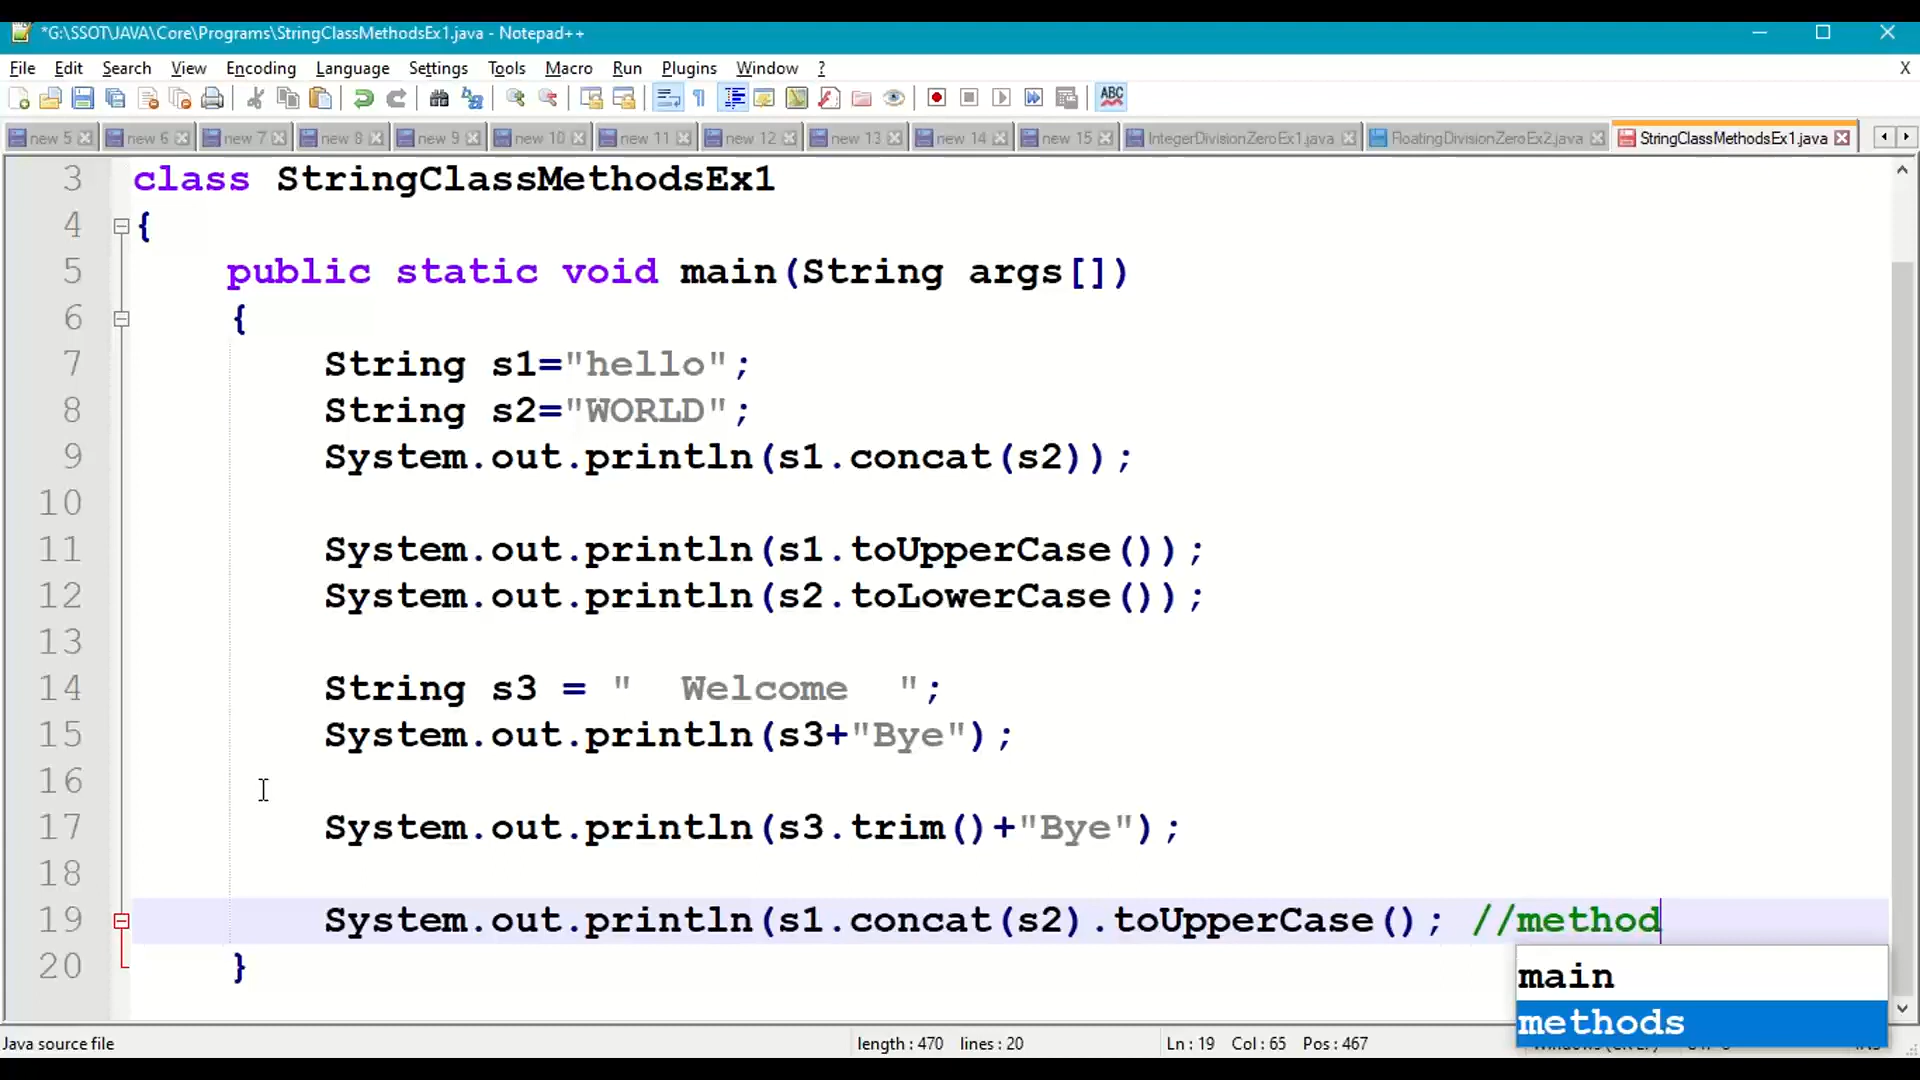 *G:\SSOT\JAVA\Core\Programs\StringClassMethodsEx1.java - Notepad++
File Edit Search View Encoding Language Settings Tools Macro Run Plugins Window ? X
ABC
new 5 new 6 new 7 new 8 new 9 new 10 new 11 new 12 new 13 new 14 new 15 IntegerDivisionZeroEx1.java FloatingDivisionZeroEx2.java StringClassMethodsEx1.java
3 class StringClassMethodsEx1
4 {
5 public static void main(String args[])
6 {
7 String s1="hello";
8 String s2="WORLD";
9 System.out.println(s1.concat(s2));
10
11 System.out.println(s1.toUpperCase());
12 System.out.println(s2.toLowerCase());
13
14 String s3 = "  Welcome  ";
15 System.out.println(s3+"Bye");
16
17 System.out.println(s3.trim()+"Bye");
18
19 System.out.println(s1.concat(s2).toUpperCase(); //method
20 }
main
methods
Java source file length : 470 lines : 20 Ln : 19 Col : 65 Pos : 467